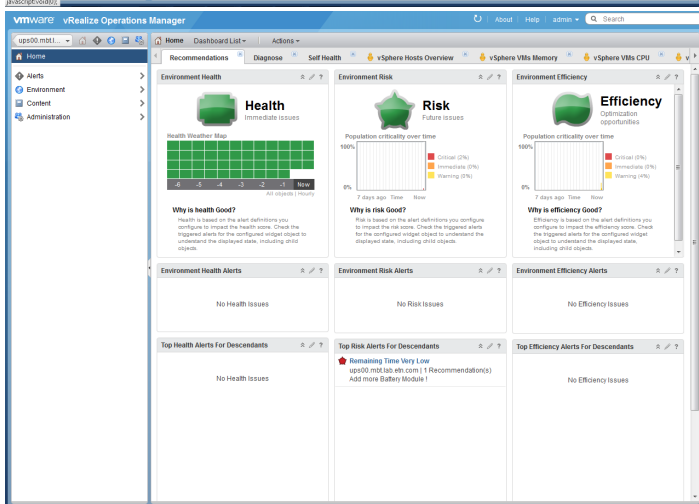 javascript:void(0);
vmware vRealize Operations Manager
About Help admin Search
ups00.mbt.l...
Home
Alerts
Environment
Content
Administration
Home Dashboard List Actions
Recommendations Diagnose Self Health vSphere Hosts Overview vSphere VMs Memory vSphere VMs CPU v
Environment Health
Health
Immediate issues
Health Weather Map
-6 -5 -4 -3 -2 -1 Now
All objects | Hourly
Why is health Good?
Health is based on the alert definitions you
configure to impact the health score. Check the
triggered alerts for the configured widget object to
understand the displayed state, including child
objects.
Environment Risk
Risk
Future issues
Population criticality over time
100%
Critical (2%)
Immediate (0%)
Warning (0%)
0%
7 days ago Time Now
Why is risk Good?
Risk is based on the alert definitions you configure
to impact the risk score. Check the triggered alerts
for the configured widget object to understand the
displayed state, including child objects.
Environment Efficiency
Efficiency
Optimization
opportunities
Population criticality over time
100%
Critical (0%)
Immediate (0%)
Warning (4%)
0%
7 days ago Time Now
Why is efficiency Good?
Efficiency is based on the alert definitions you
configure to impact the efficiency score. Check the
triggered alerts for the configured widget object to
understand the displayed state, including child
objects.
Environment Health Alerts
No Health Issues
Environment Risk Alerts
No Risk Issues
Environment Efficiency Alerts
No Efficiency Issues
Top Health Alerts For Descendants
No Health Issues
Top Risk Alerts For Descendants
Remaining Time Very Low
ups00.mbt.lab.etn.com | 1 Recommendation(s)
Add more Battery Module !
Top Efficiency Alerts For Descendants
No Efficiency Issues